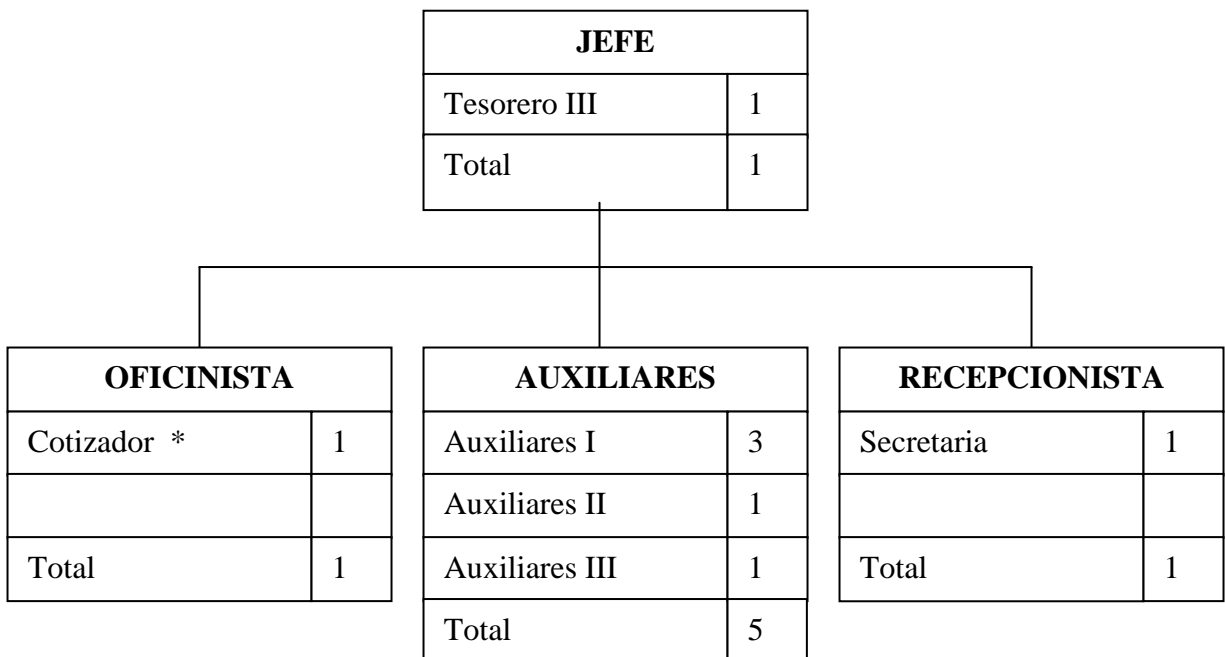 JEFE
Tesorero III 1
Total 1
OFICINISTA
Cotizador * 1
Total 1
AUXILIARES
Auxiliares I 3
Auxiliares II 1
Auxiliares III 1
Total 5
RECEPCIONISTA
Secretaria 1
Total 1